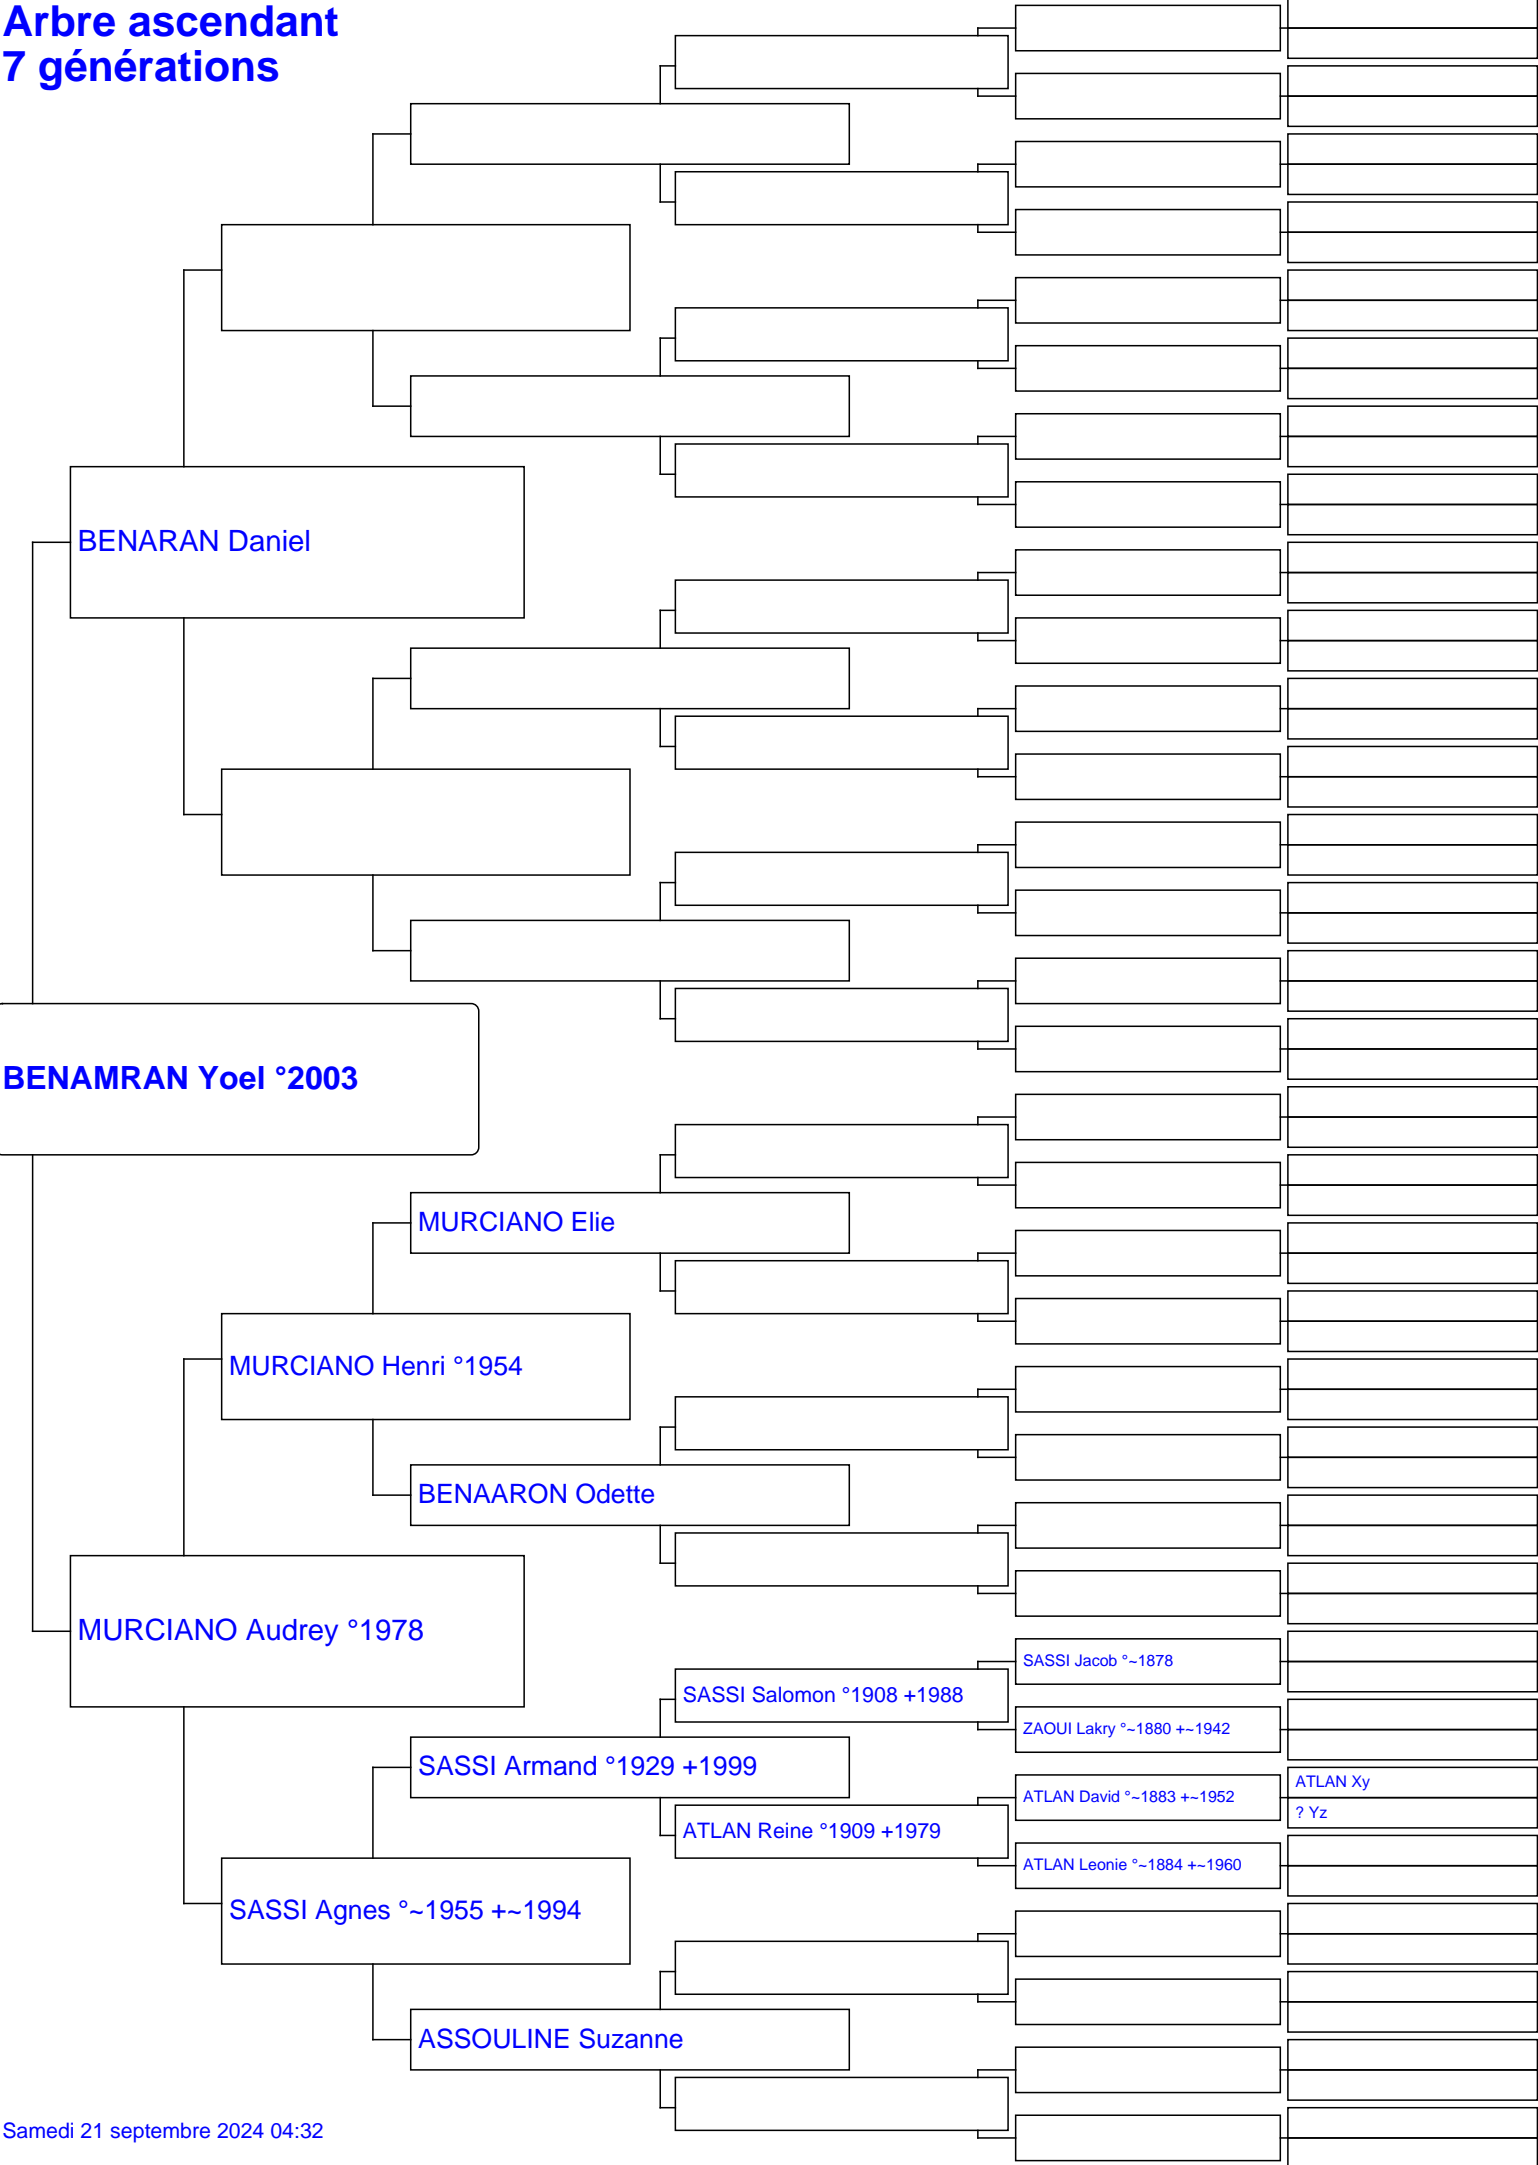 Arbre ascendant
7 générations
BENARAN Daniel
BENAMRAN Yoel °2003
MURCIANO Elie
MURCIANO Henri °1954
BENAARON Odette
MURCIANO Audrey °1978
SASSI Jacob °~1878
SASSI Salomon °1908 +1988
ZAOUI Lakry °~1880 +~1942
SASSI Armand °1929 +1999
ATLAN Xy
ATLAN David °~1883 +~1952
? Yz
ATLAN Reine °1909 +1979
ATLAN Leonie °~1884 +~1960
SASSI Agnes °~1955 +~1994
ASSOULINE Suzanne
Samedi 21 septembre 2024 04:32